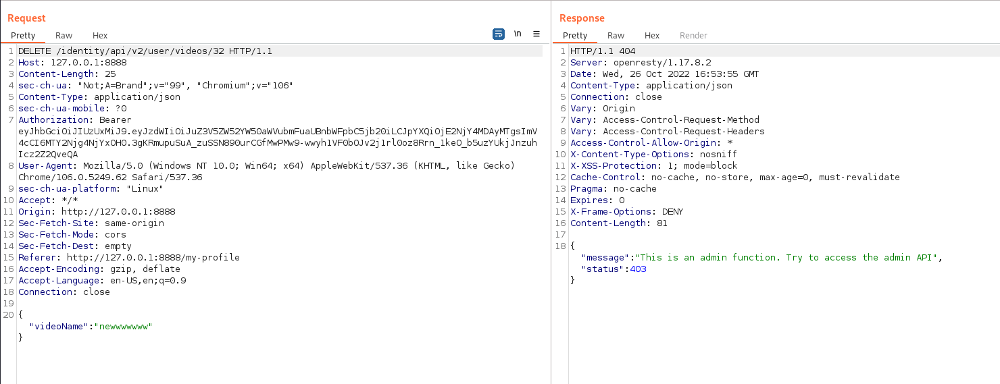 Request
Pretty Raw Hex
\n
1 DELETE /identity/api/v2/user/videos/32 HTTP/1.1
2 Host: 127.0.0.1:8888
3 Content-Length: 25
4 sec-ch-ua: "Not;A=Brand";v="99", "Chromium";v="106"
5 Content-Type: application/json
6 sec-ch-ua-mobile: ?0
7 Authorization: Bearer
eyJhbGciOiJIUzUxMiJ9.eyJzdWIiOiJuZ3V5ZW52YW50aWVubmFuaUBnbWFpbC5jb20iLCJpYXQiOjE2NjY4MDAyMTgsImV
4cCI6MTY2Njg4NjYxOH0.3gKRmupuSuA_zuSSN890urCGfMwPMw9-wwyh1VF0bOJv2j1rlOoz8Rrn_1keO_b5uzYUkjJnzuh
Icz2Z2QveQA
8 User-Agent: Mozilla/5.0 (Windows NT 10.0; Win64; x64) AppleWebKit/537.36 (KHTML, like Gecko)
Chrome/106.0.5249.62 Safari/537.36
9 sec-ch-ua-platform: "Linux"
10 Accept: */*
11 Origin: http://127.0.0.1:8888
12 Sec-Fetch-Site: same-origin
13 Sec-Fetch-Mode: cors
14 Sec-Fetch-Dest: empty
15 Referer: http://127.0.0.1:8888/my-profile
16 Accept-Encoding: gzip, deflate
17 Accept-Language: en-US,en;q=0.9
18 Connection: close
19
20 {
"videoName":"newwwwwww"
}
Response
Pretty Raw Hex Render
1 HTTP/1.1 404
2 Server: openresty/1.17.8.2
3 Date: Wed, 26 Oct 2022 16:53:55 GMT
4 Content-Type: application/json
5 Connection: close
6 Vary: Origin
7 Vary: Access-Control-Request-Method
8 Vary: Access-Control-Request-Headers
9 Access-Control-Allow-Origin: *
10 X-Content-Type-Options: nosniff
11 X-XSS-Protection: 1; mode=block
12 Cache-Control: no-cache, no-store, max-age=0, must-revalidate
13 Pragma: no-cache
14 Expires: 0
15 X-Frame-Options: DENY
16 Content-Length: 81
17
18 {
"message":"This is an admin function. Try to access the admin API",
"status":403
}